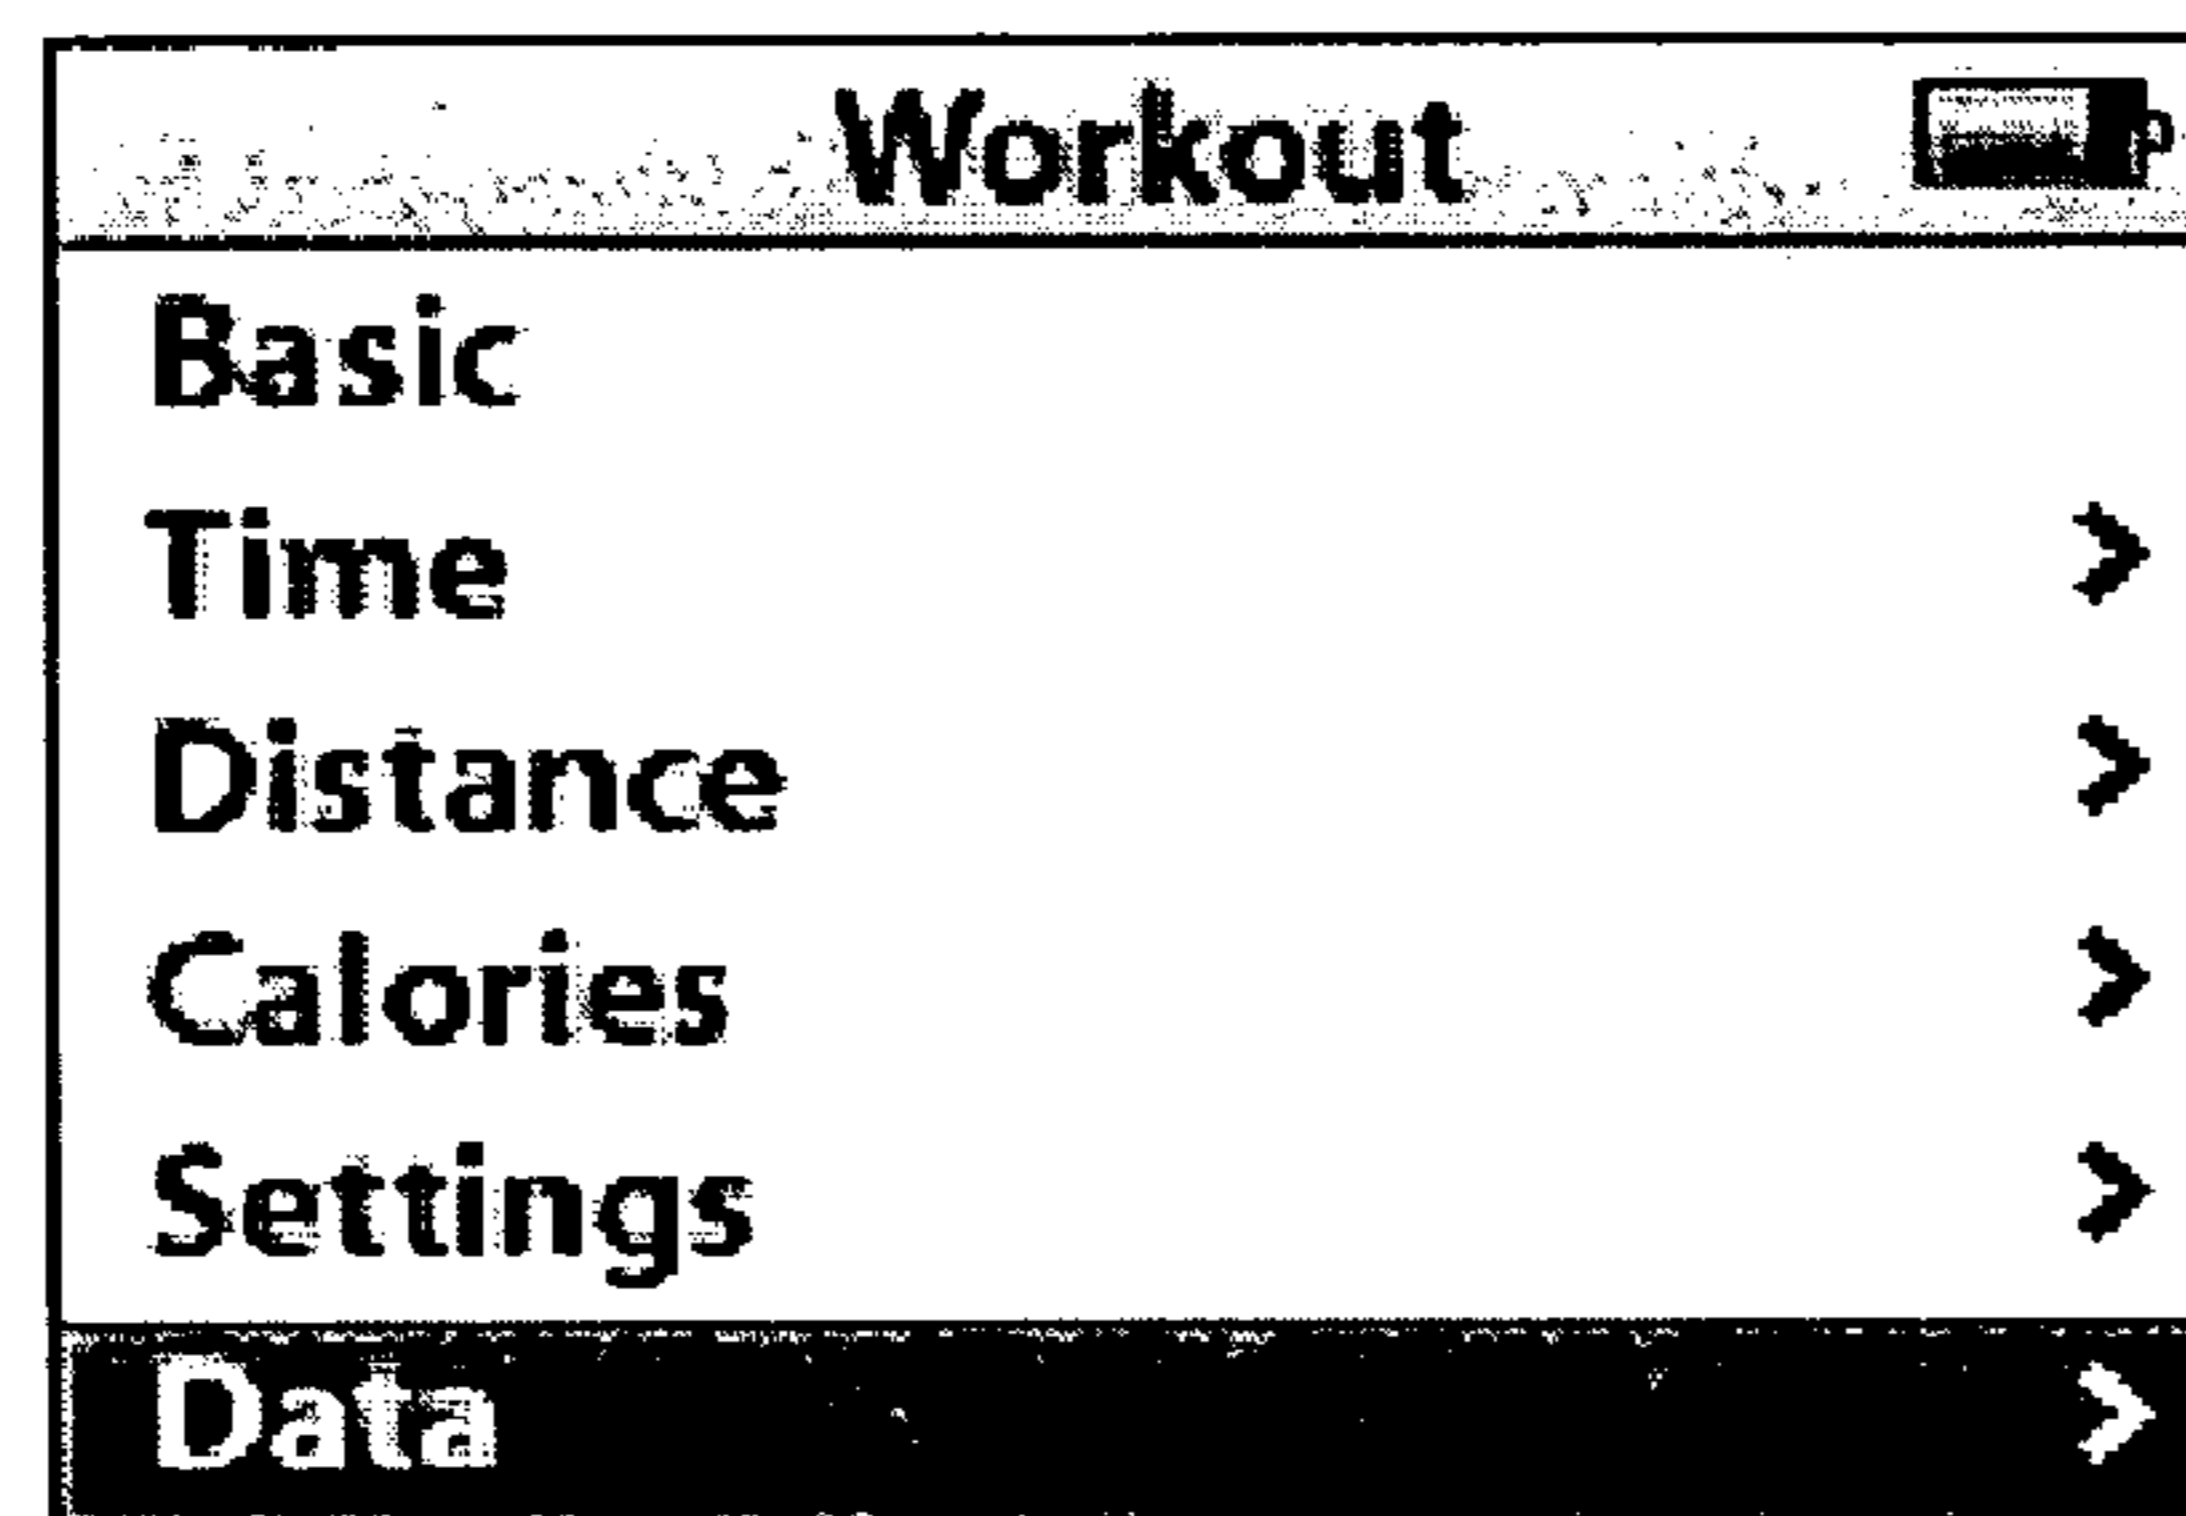 Workout
Basic
Time >
Distance >
Calories >
Settings >
Data >